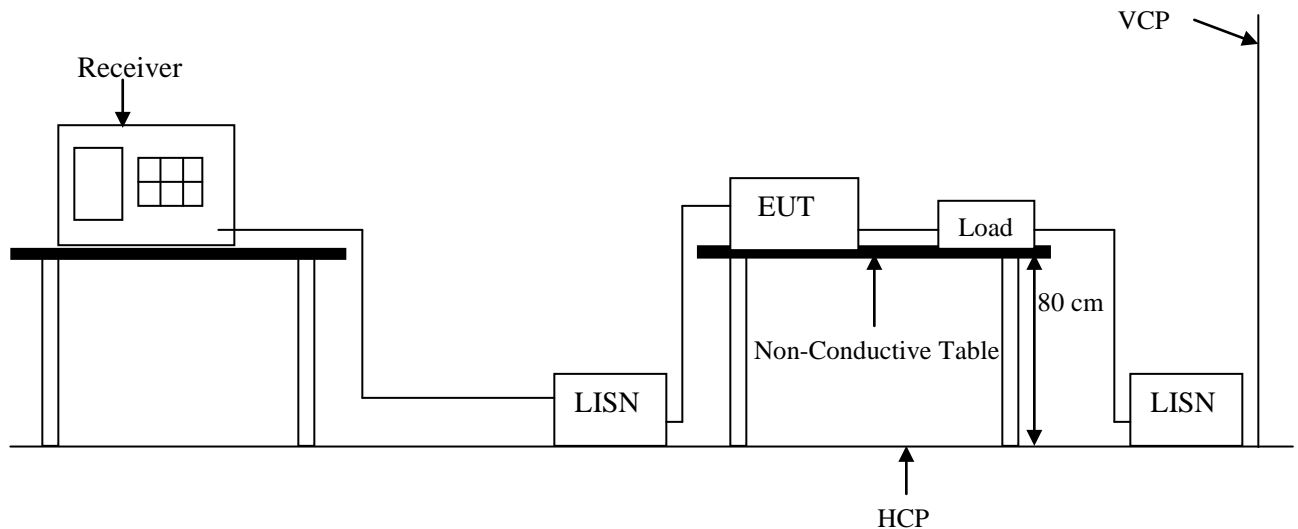 VCP
Receiver
EUT
Load
80 cm
Non-Conductive Table
LISN
LISN
HCP